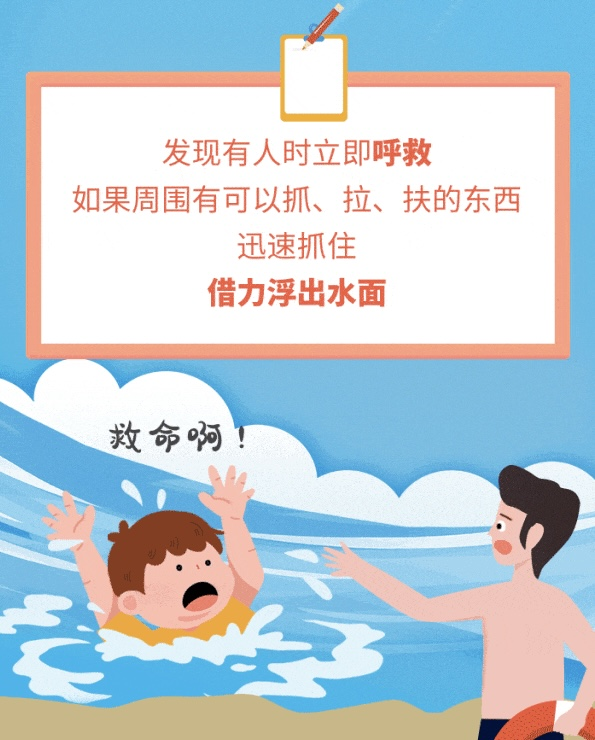 发现有人时立即呼救
如果周围有可以抓、拉、扶的东西
迅速抓住
借力浮出水面
救命啊！